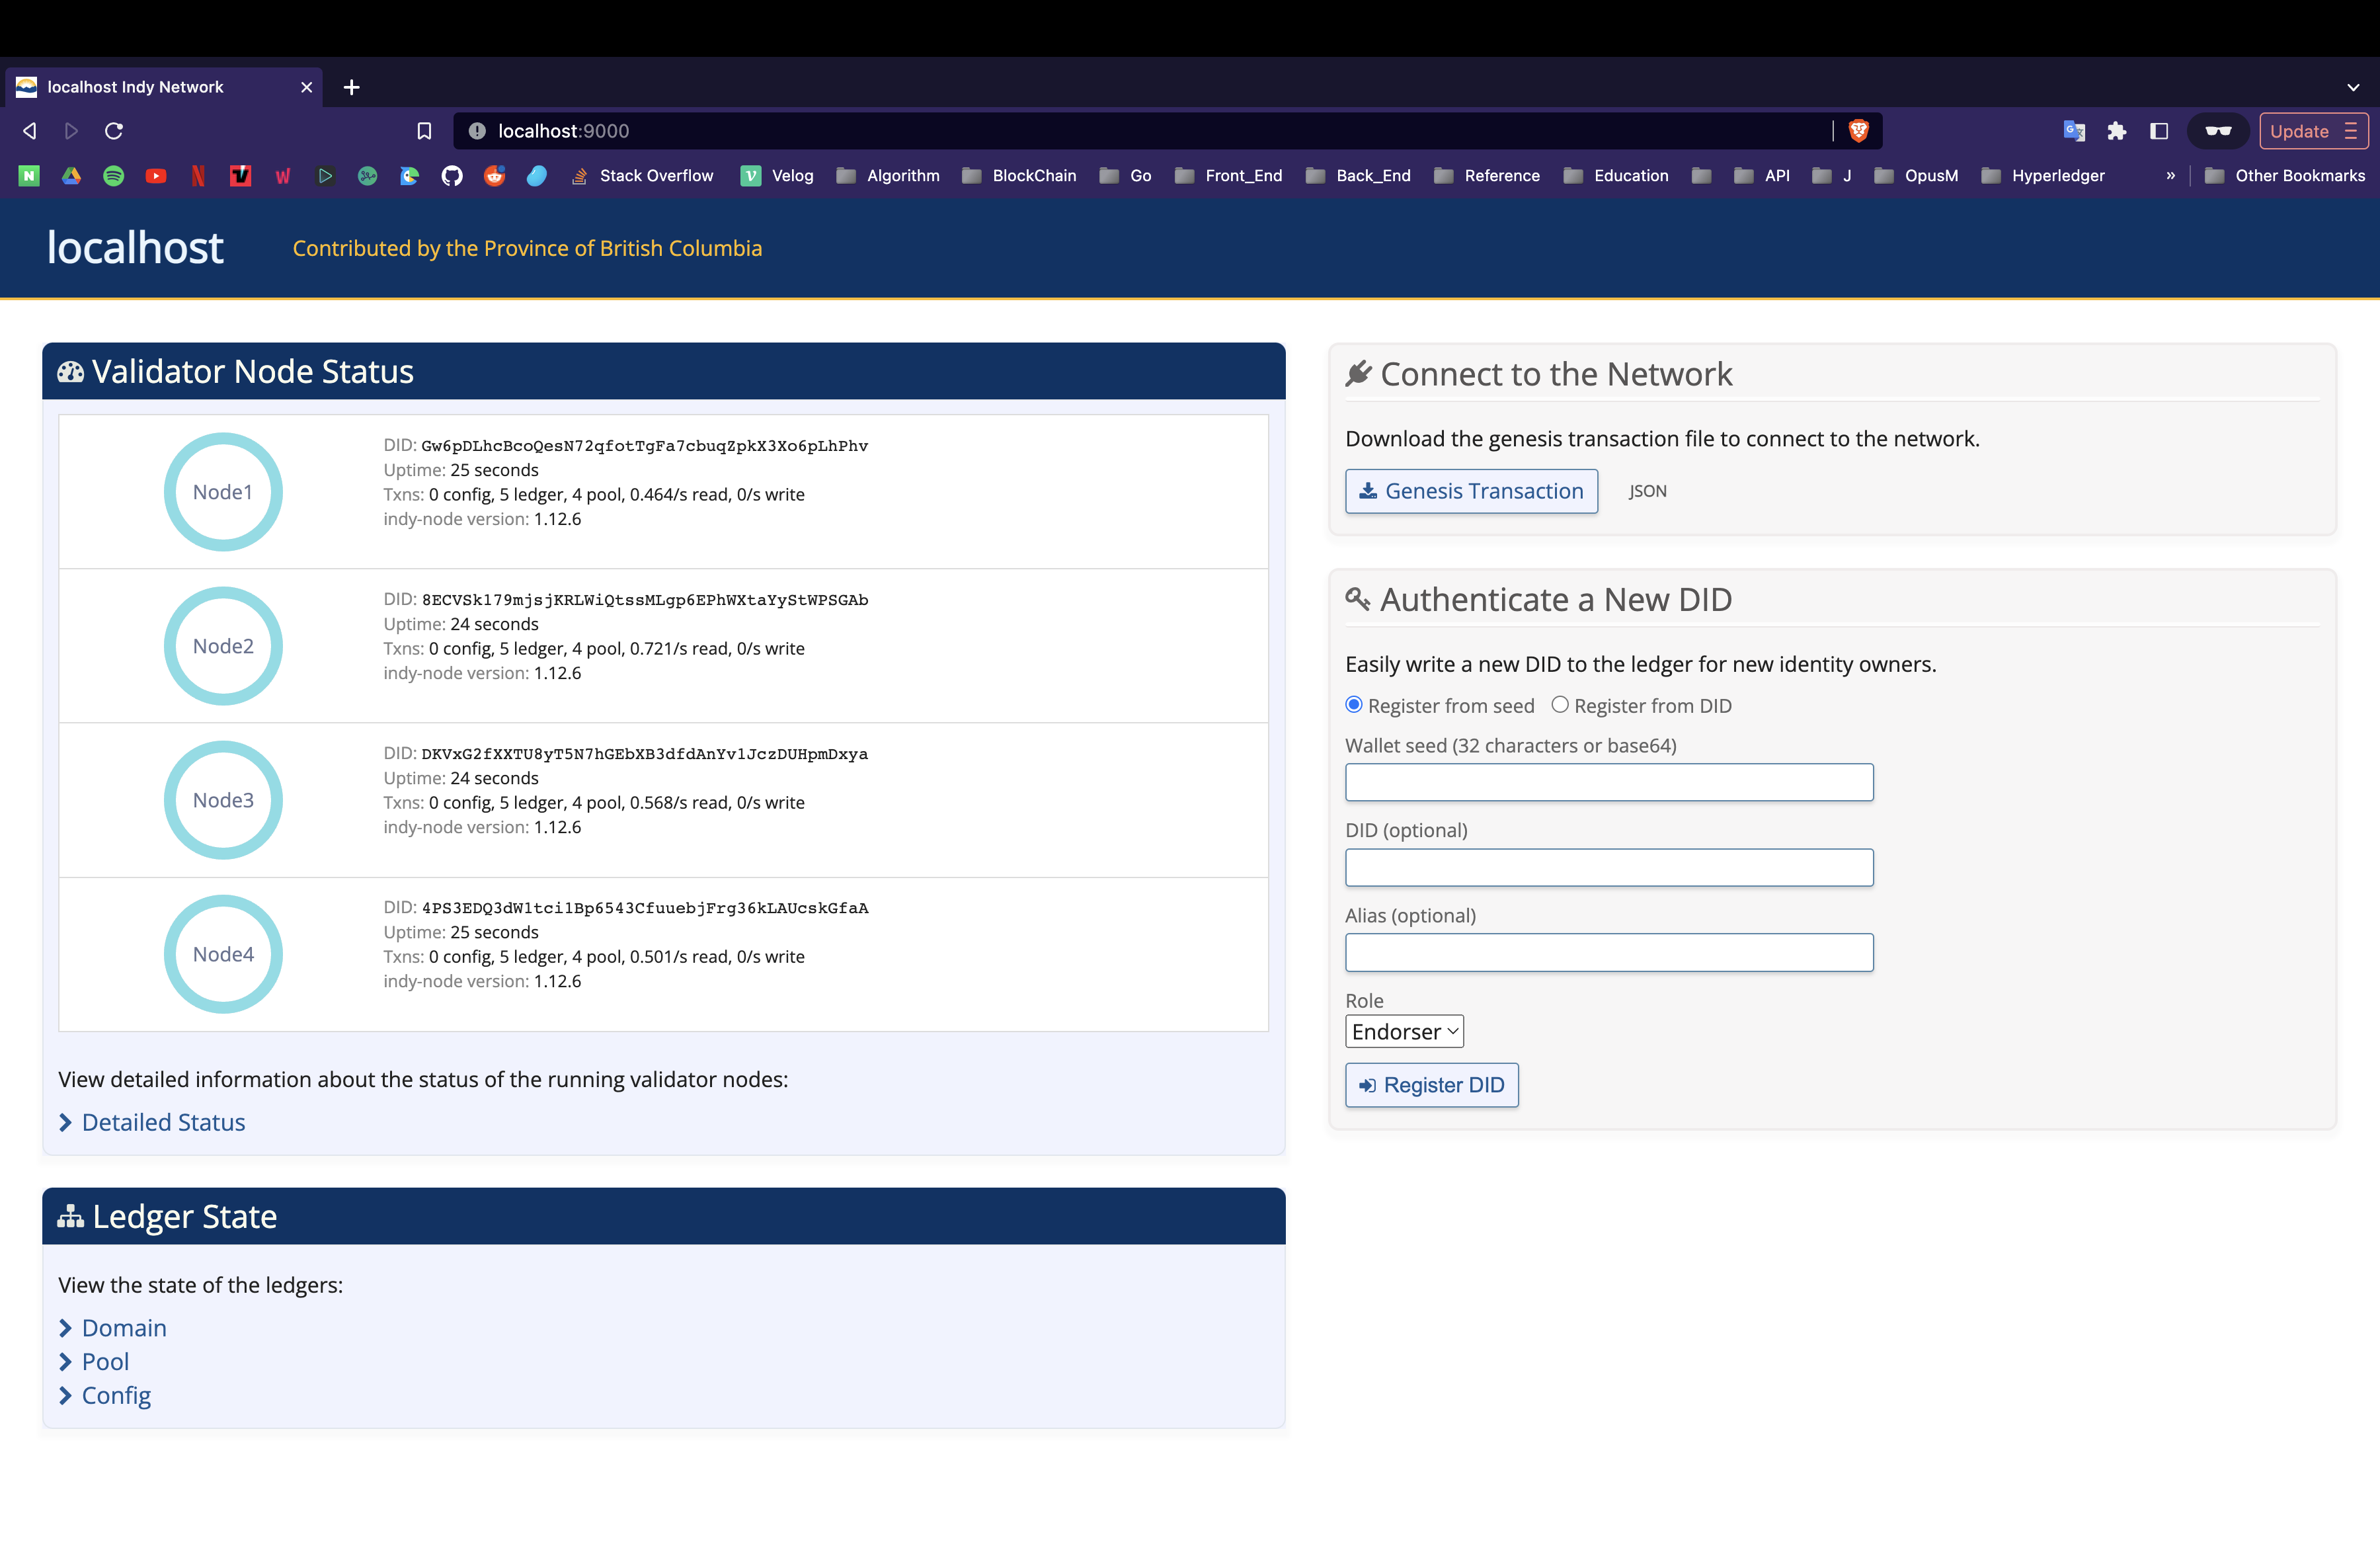 localhost Indy Network
localhost:9000
Update
Stack Overflow Velog Algorithm BlockChain Go Front_End Back_End Reference Education API J OpusM Hyperledger » Other Bookmarks
localhost Contributed by the Province of British Columbia
Validator Node Status
Node1
DID: Gw6pDLhcBcoQesN72qfotTgFa7cbuqZpkX3Xo6pLhPhv
Uptime: 25 seconds
Txns: 0 config, 5 ledger, 4 pool, 0.464/s read, 0/s write
indy-node version: 1.12.6
Node2
DID: 8ECVSk179mjsjKRLWiQtssMLgp6EPhWXtaYyStWPSGAb
Uptime: 24 seconds
Txns: 0 config, 5 ledger, 4 pool, 0.721/s read, 0/s write
indy-node version: 1.12.6
Node3
DID: DKVxG2fXXTU8yT5N7hGEbXB3dfdAnYv1JczDUHpmDxya
Uptime: 24 seconds
Txns: 0 config, 5 ledger, 4 pool, 0.568/s read, 0/s write
indy-node version: 1.12.6
Node4
DID: 4PS3EDQ3dW1tci1Bp6543CfuuebjFrg36kLAUcskGfaA
Uptime: 25 seconds
Txns: 0 config, 5 ledger, 4 pool, 0.501/s read, 0/s write
indy-node version: 1.12.6
View detailed information about the status of the running validator nodes:
Detailed Status
Ledger State
View the state of the ledgers:
Domain
Pool
Config
Connect to the Network
Download the genesis transaction file to connect to the network.
Genesis Transaction JSON
Authenticate a New DID
Easily write a new DID to the ledger for new identity owners.
Register from seed Register from DID
Wallet seed (32 characters or base64)
DID (optional)
Alias (optional)
Role
Endorser
Register DID